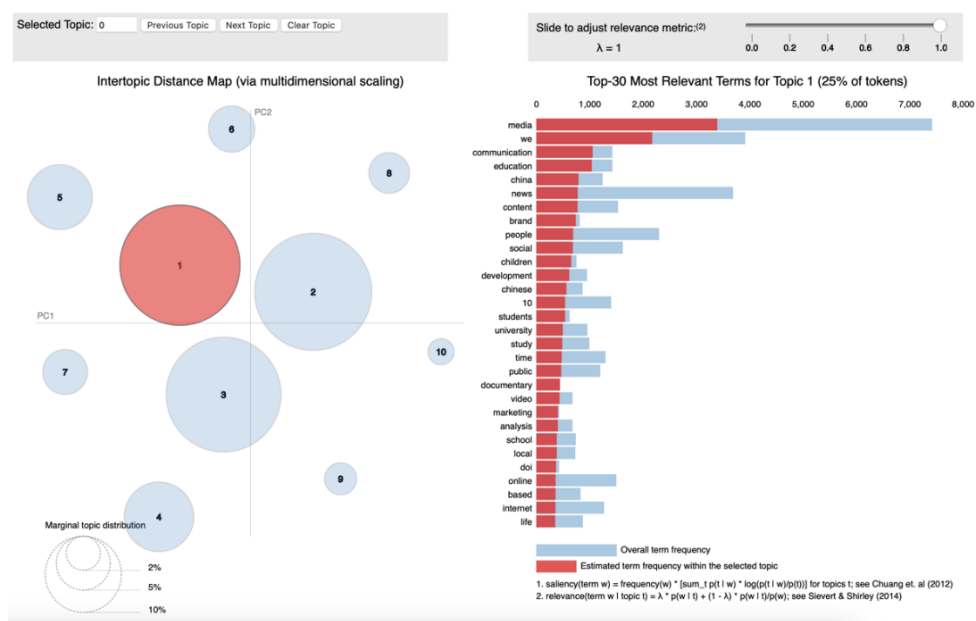 Selected Topic: 0 Previous Topic Next Topic Clear Topic
Slide to adjust relevance metric:(2)
λ = 1
0.0 0.2 0.4 0.6 0.8 1.0
Intertopic Distance Map (via multidimensional scaling)
PC2
PC1
6
8
5
1
2
10
7
3
9
4
Marginal topic distribution
2%
5%
10%
Top-30 Most Relevant Terms for Topic 1 (25% of tokens)
0 1,000 2,000 3,000 4,000 5,000 6,000 7,000 8,000
media
we
communication
education
china
news
content
brand
people
social
children
development
chinese
10
students
university
study
time
public
documentary
video
marketing
analysis
school
local
doi
online
based
internet
life
Overall term frequency
Estimated term frequency within the selected topic
1. saliency(term w) = frequency(w) * [sum_t p(t | w) * log(p(t | w)/p(t))] for topics t; see Chuang et. al (2012)
2. relevance(term w | topic t) = λ * p(w | t) + (1 - λ) * p(w | t)/p(w); see Sievert & Shirley (2014)